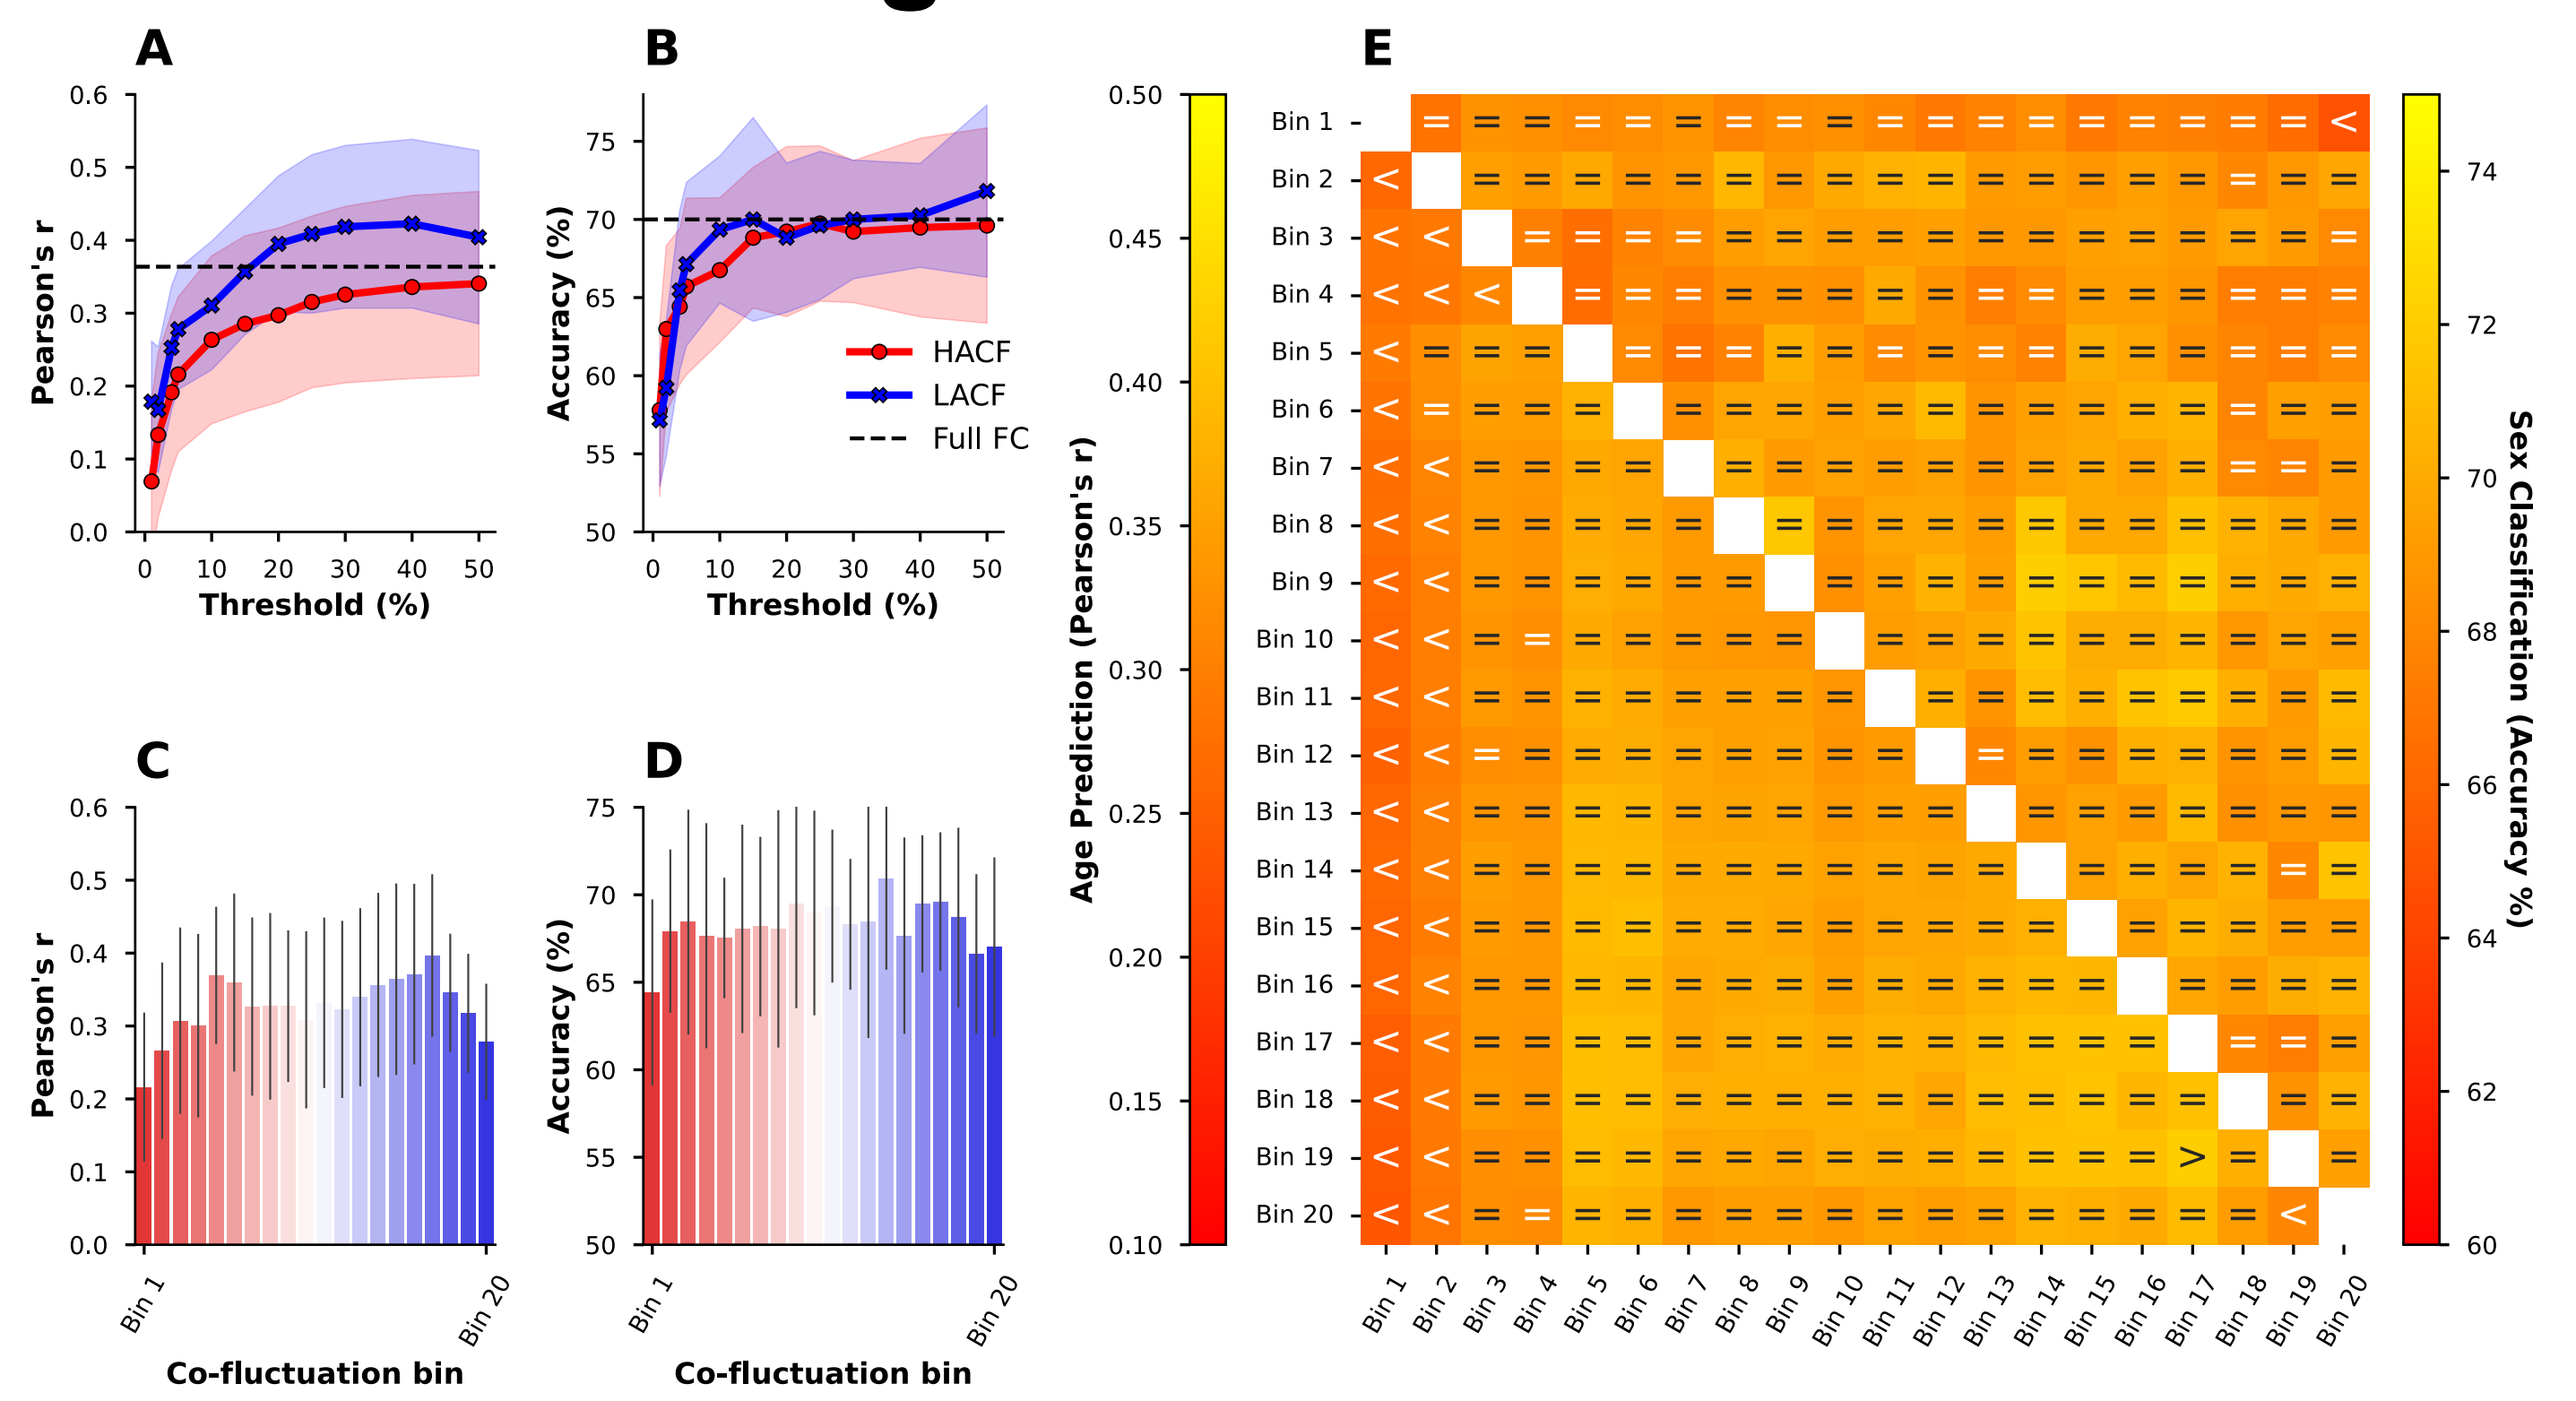 A
B
E
0.6
0.5
0.4
0.3
0.2
0.1
0.0
Pearson's r
0
10
20
30
40
50
Threshold (%)
75
70
65
60
55
50
Accuracy (%)
HACF
LACF
Full FC
0
10
20
30
40
50
Threshold (%)
C
D
0.6
0.5
0.4
0.3
0.2
0.1
0.0
Pearson's r
Bin 1
Bin 20
Co-fluctuation bin
75
70
65
60
55
50
Accuracy (%)
Bin 1
Bin 20
Co-fluctuation bin
Age Prediction (Pearson's r)
0.50
0.45
0.40
0.35
0.30
0.25
0.20
0.15
0.10
Bin 1 = = = = = = = = = = = = = = = = = = <
Bin 2 < = = = = = = = = = = = = = = = = = =
Bin 3 < < = = = = = = = = = = = = = = = = =
Bin 4 < < < = = = = = = = = = = = = = = = =
Bin 5 < = = = = = = = = = = = = = = = = = =
Bin 6 < = = = = = = = = = = = = = = = = = =
Bin 7 < < = = = = = = = = = = = = = = = = =
Bin 8 < < = = = = = = = = = = = = = = = = =
Bin 9 < < = = = = = = = = = = = = = = = = =
Bin 10 < < = = = = = = = = = = = = = = = = =
Bin 11 < < = = = = = = = = = = = = = = = = =
Bin 12 < < = = = = = = = = = = = = = = = = =
Bin 13 < < = = = = = = = = = = = = = = = = =
Bin 14 < < = = = = = = = = = = = = = = = = =
Bin 15 < < = = = = = = = = = = = = = = = = =
Bin 16 < < = = = = = = = = = = = = = = = = =
Bin 17 < < = = = = = = = = = = = = = = = = =
Bin 18 < < = = = = = = = = = = = = = = = = =
Bin 19 < < = = = = = = = = = = = = = = > = =
Bin 20 < < = = = = = = = = = = = = = = = = <
Bin 1
Bin 2
Bin 3
Bin 4
Bin 5
Bin 6
Bin 7
Bin 8
Bin 9
Bin 10
Bin 11
Bin 12
Bin 13
Bin 14
Bin 15
Bin 16
Bin 17
Bin 18
Bin 19
Bin 20
74
72
70
68
66
64
62
60
Sex Classification (Accuracy %)